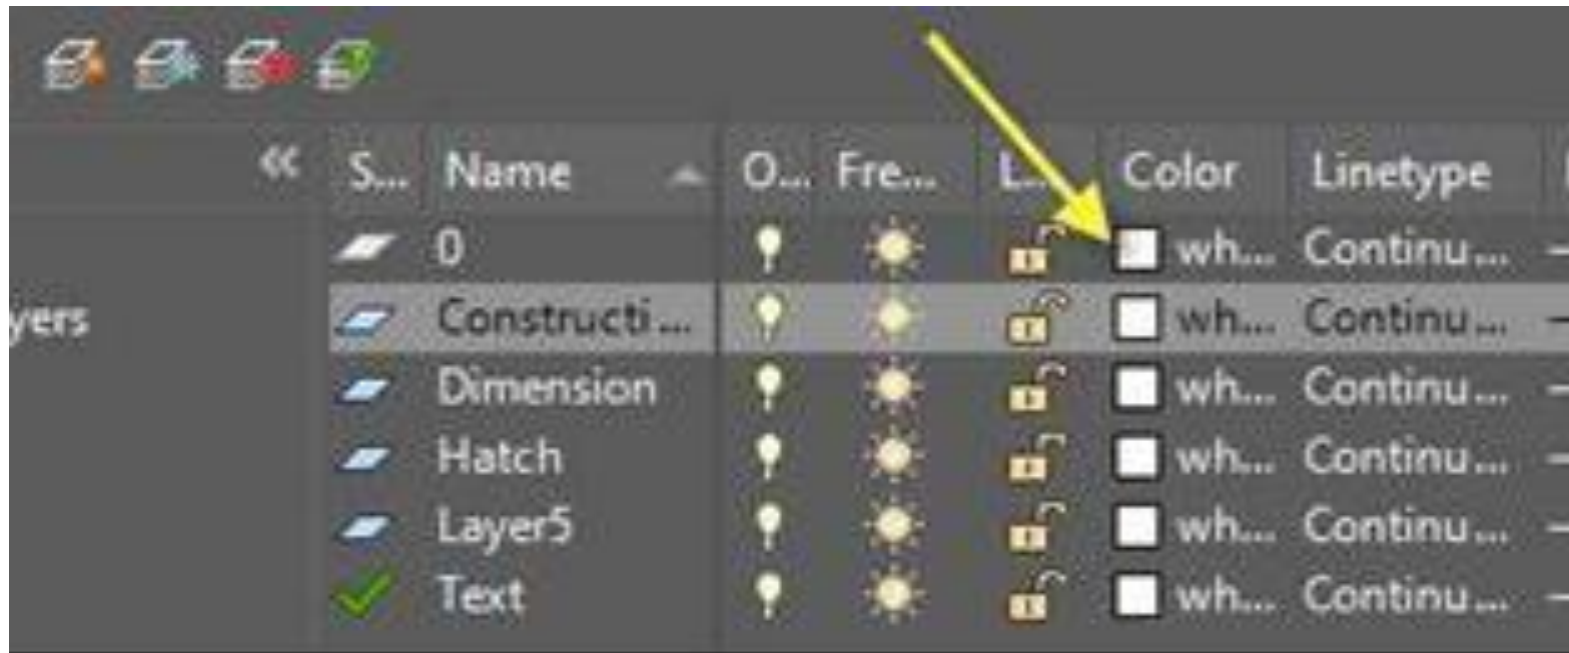 « S... Name O... Fre... L... Color Linetype
0 wh... Continu...
yers Constructi... wh... Continu...
Dimension wh... Continu...
Hatch wh... Continu...
Layer5 wh... Continu...
Text wh... Continu...